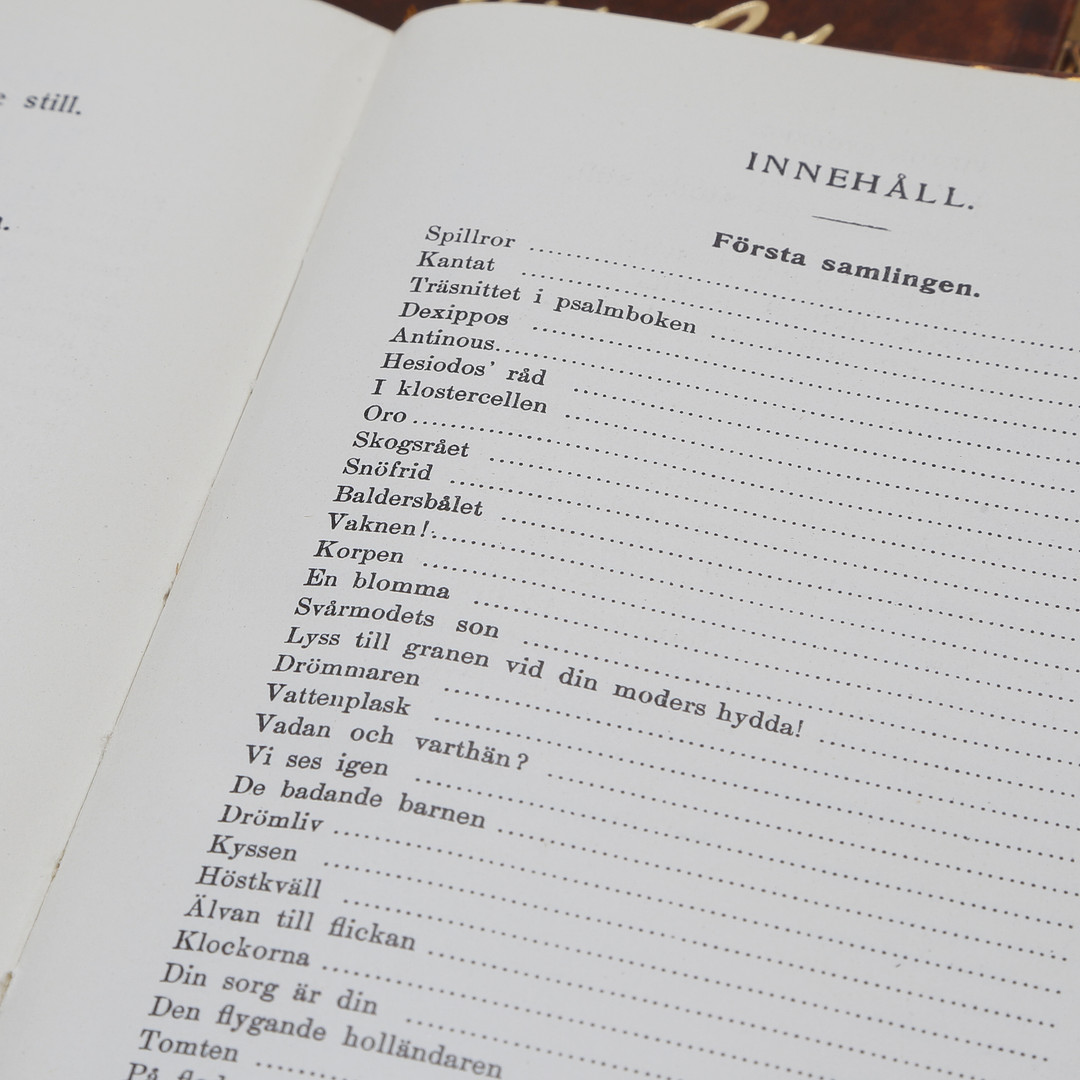 still.
INNEHÅLL.
Första samlingen.
Spillror
Kantat
Träsnittet i psalmboken
Dexippos
Antinous
Hesiodos' råd
I klostercellen
Oro
Skogsrået
Snöfrid
Baldersbålet
Vaknen!
Korpen
En blomma
Svårmodets son
Lyss till granen vid din moders hydda!
Drömmaren
Vattenplask
Vadan och varthän?
Vi ses igen
De badande barnen
Drömliv
Kyssen
Höstkväll
Älvan till flickan
Klockorna
Din sorg är din
Den flygande holländaren
Tomten
På